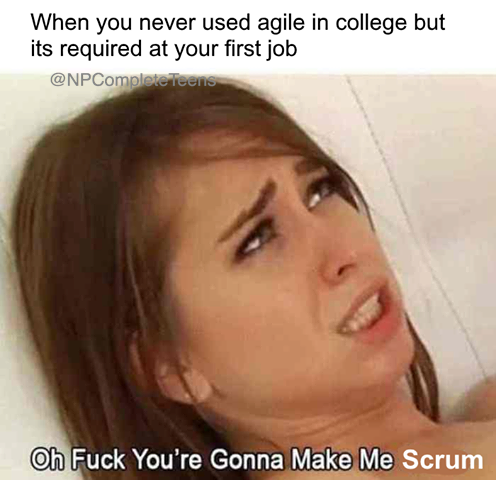 When you never used agile in college but
its required at your first job
@NPCompleteTeens
Oh Fuck You're Gonna Make Me Scrum